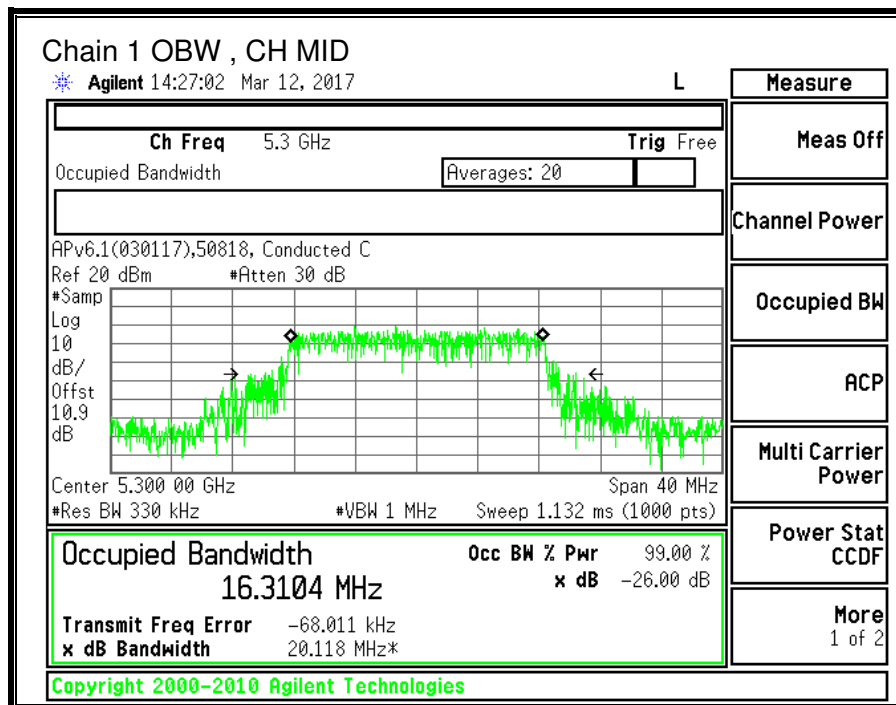 Chain 1 OBW , CH MID
Agilent 14:27:02 Mar 12, 2017 L
Measure
Ch Freq 5.3 GHz Trig Free
Occupied Bandwidth Averages: 20
APv6.1(030117),50818, Conducted C
Ref 20 dBm #Atten 30 dB
#Samp
Log
10
dB/
Offst
10.9
dB
Center 5.300 00 GHz Span 40 MHz
#Res BW 330 kHz #VBW 1 MHz Sweep 1.132 ms (1000 pts)
Occupied Bandwidth Occ BW % Pwr 99.00 %
16.3104 MHz x dB -26.00 dB
Transmit Freq Error -68.011 kHz
x dB Bandwidth 20.118 MHz*
Copyright 2000-2010 Agilent Technologies
Meas Off
Channel Power
Occupied BW
ACP
Multi Carrier
Power
Power Stat
CCDF
More
1 of 2